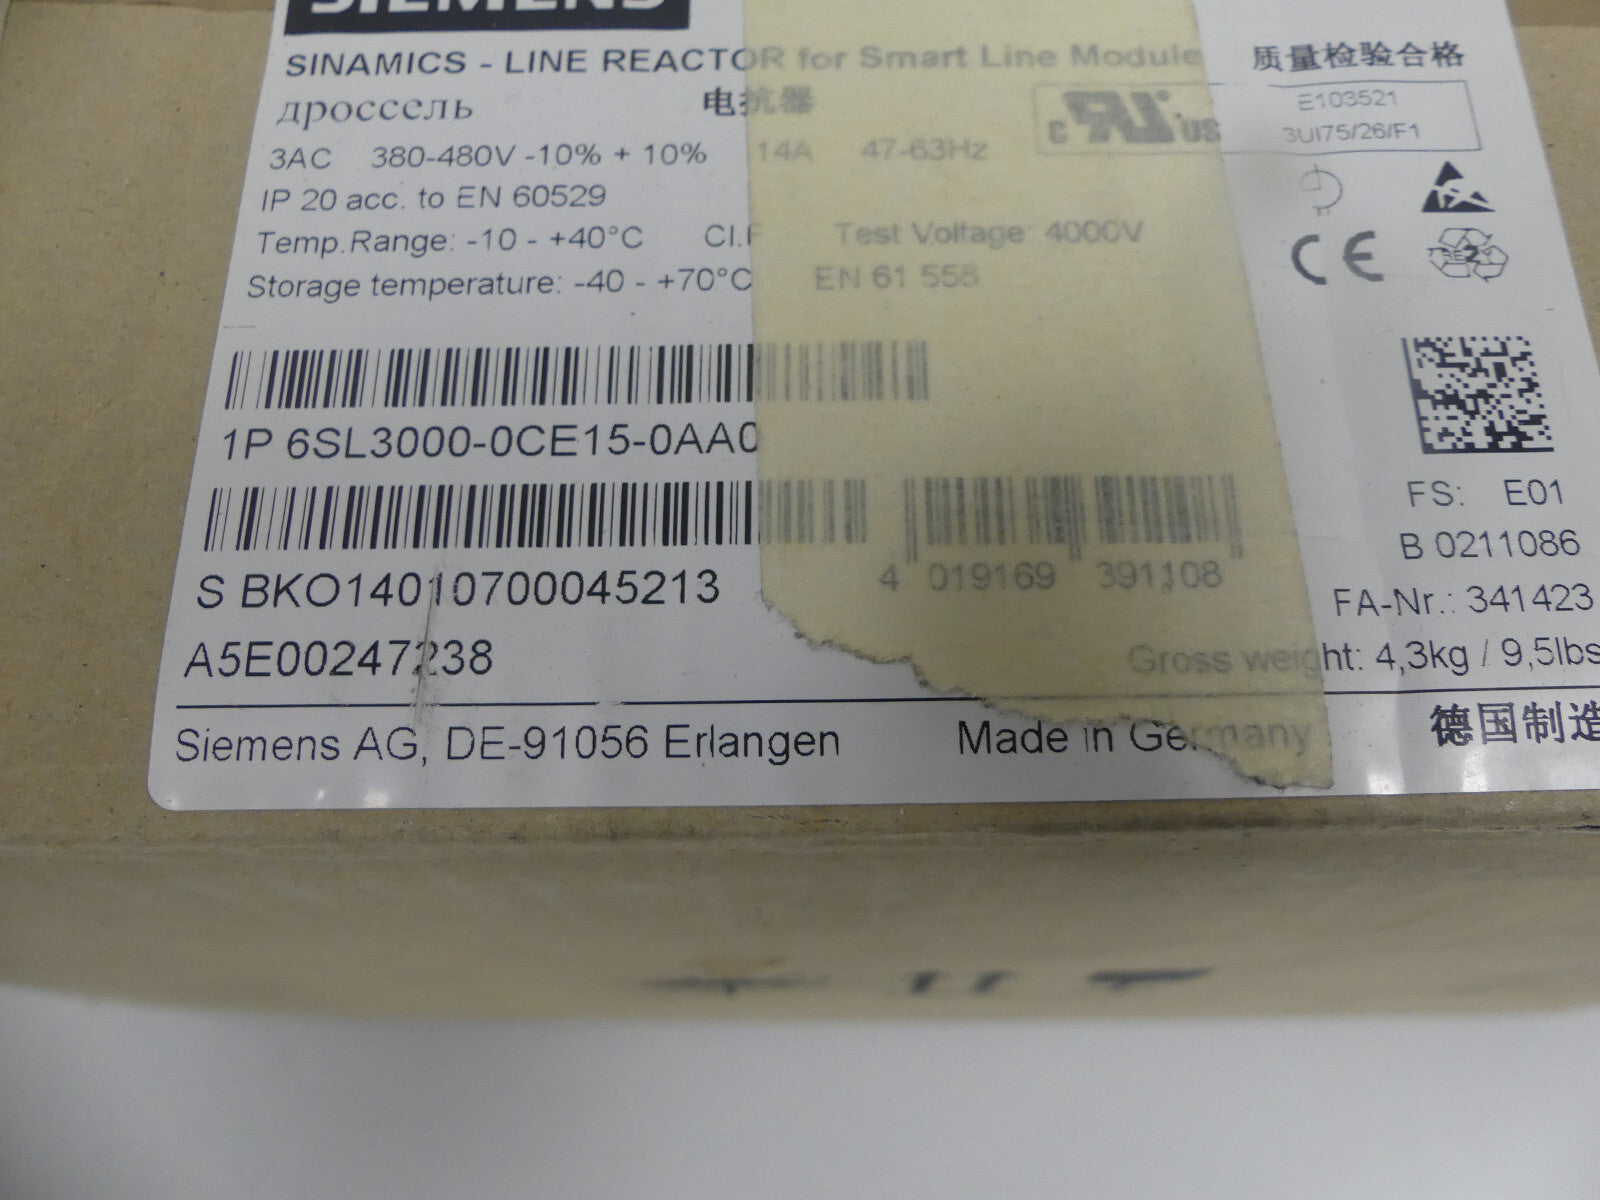 SIEMENS
SINAMICS - LINE REACTOR for Smart Line Module 质量检验合格
дроссель 电抗器 c RU us E103521
3UI75/26/F1
3AC 380-480V -10% + 10% 14A 47-63Hz
IP 20 acc. to EN 60529
Temp.Range: -10 - +40°C Cl.F Test Voltage 4000V CE
Storage temperature: -40 - +70°C EN 61 558
1P 6SL3000-0CE15-0AA0
FS: E01
B 0211086
S BKO14010700045213 4 019169 391108 FA-Nr.: 341423
A5E00247238 Gross weight: 4,3kg / 9,5lbs
Siemens AG, DE-91056 Erlangen Made in Germany 德国制造